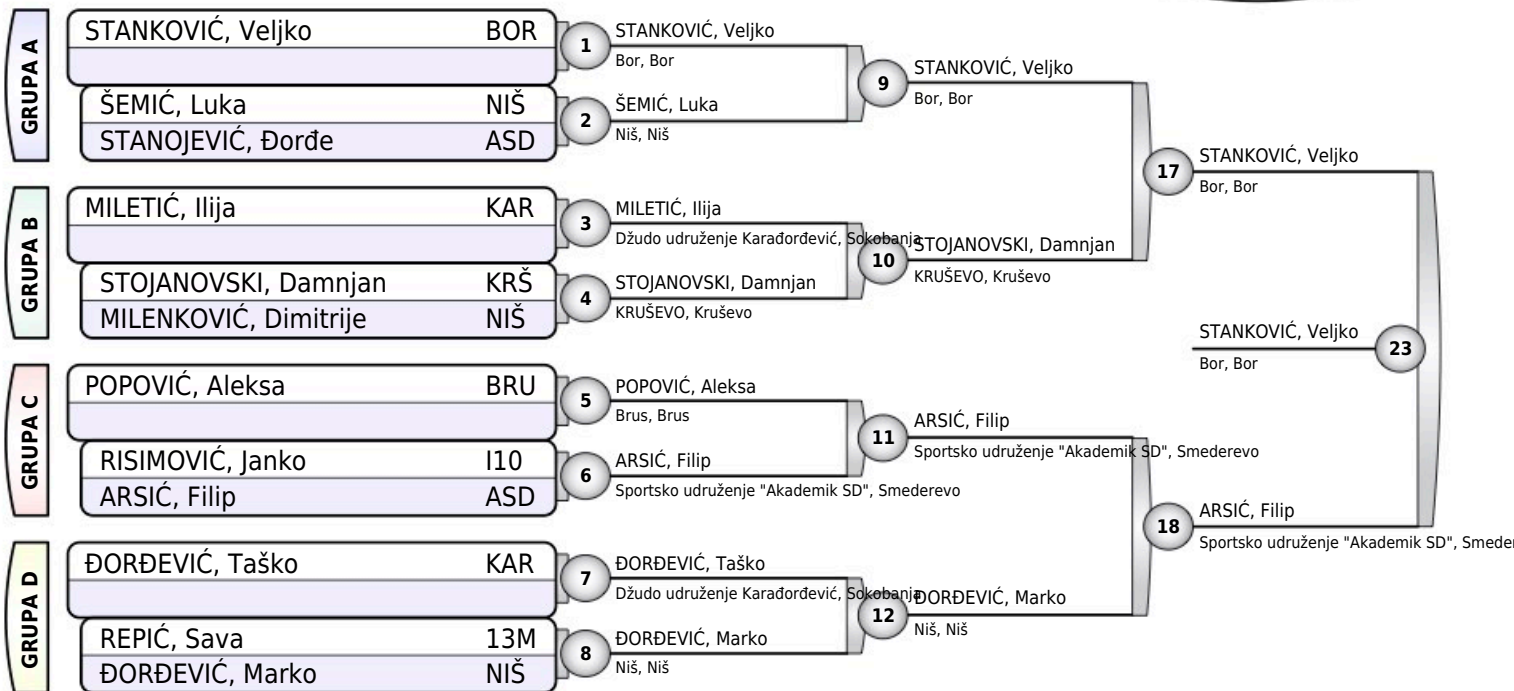 GRUPA A
STANKOVIĆ, Veljko BOR
ŠEMIĆ, Luka NIŠ
STANOJEVIĆ, Đorđe ASD
1
STANKOVIĆ, Veljko
Bor, Bor
2
ŠEMIĆ, Luka
Niš, Niš
9
STANKOVIĆ, Veljko
Bor, Bor
GRUPA B
MILETIĆ, Ilija KAR
STOJANOVSKI, Damnjan KRŠ
MILENKOVIĆ, Dimitrije NIŠ
3
MILETIĆ, Ilija
Džudo udruženje Karađorđević, Sokobanja
4
STOJANOVSKI, Damnjan
KRUŠEVO, Kruševo
10
STOJANOVSKI, Damnjan
KRUŠEVO, Kruševo
17
STANKOVIĆ, Veljko
Bor, Bor
GRUPA C
POPOVIĆ, Aleksa BRU
RISIMOVIĆ, Janko I10
ARSIĆ, Filip ASD
5
POPOVIĆ, Aleksa
Brus, Brus
6
ARSIĆ, Filip
Sportsko udruženje "Akademik SD", Smederevo
11
ARSIĆ, Filip
Sportsko udruženje "Akademik SD", Smederevo
GRUPA D
ĐORĐEVIĆ, Taško KAR
REPIĆ, Sava 13M
ĐORĐEVIĆ, Marko NIŠ
7
ĐORĐEVIĆ, Taško
Džudo udruženje Karađorđević, Sokobanja
8
ĐORĐEVIĆ, Marko
Niš, Niš
12
ĐORĐEVIĆ, Marko
Niš, Niš
18
ARSIĆ, Filip
Sportsko udruženje "Akademik SD", Smeder
STANKOVIĆ, Veljko
Bor, Bor
23